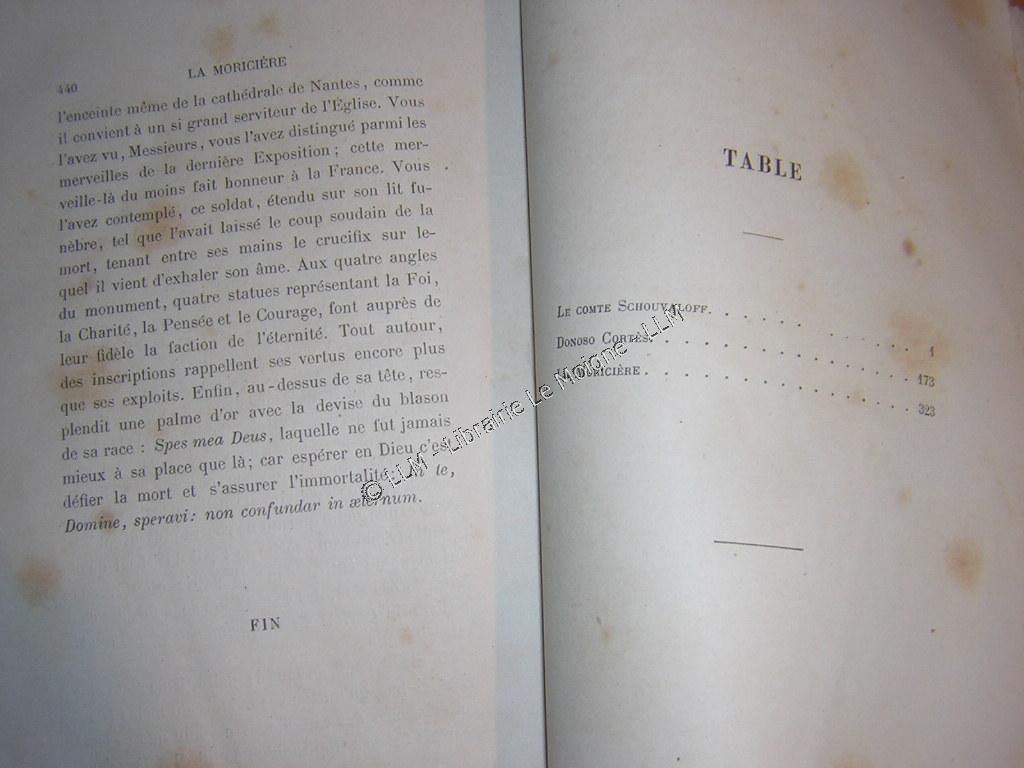 440
LA MORICIÈRE
l'enceinte même de la cathédrale de Nantes, comme
il convient à un si grand serviteur de l'Église. Vous
l'avez vu, Messieurs, vous l'avez distingué parmi les
merveilles de la dernière Exposition; cette mer-
veille-là du moins fait honneur à la France. Vous
l'avez contemplé, ce soldat, étendu sur son lit fu-
nèbre, tel que l'avait laissé le coup soudain de la
mort, tenant entre ses mains le crucifix sur le-
quel il vient d'exhaler son âme. Aux quatre angles
du monument, quatre statues représentant la Foi,
la Charité, la Pensée et le Courage, font auprès de
leur fidèle la faction de l'éternité. Tout autour,
des inscriptions rappellent ses vertus encore plus
que ses exploits. Enfin, au-dessus de sa tête, res-
plendit une palme d'or avec la devise du blason
de sa race : Spes mea Deus, laquelle ne fut jamais
mieux à sa place que là; car espérer en Dieu c'est
défier la mort et s'assurer l'immortalité: te,
Domine, speravi: non confundar in æternum.
FIN
TABLE
LE COMTE SCHOUVALOFF. 1
DONOSO CORTÈS. 173
MORICIÈRE. 323
© LLM - Librairie Le Moione - LLM